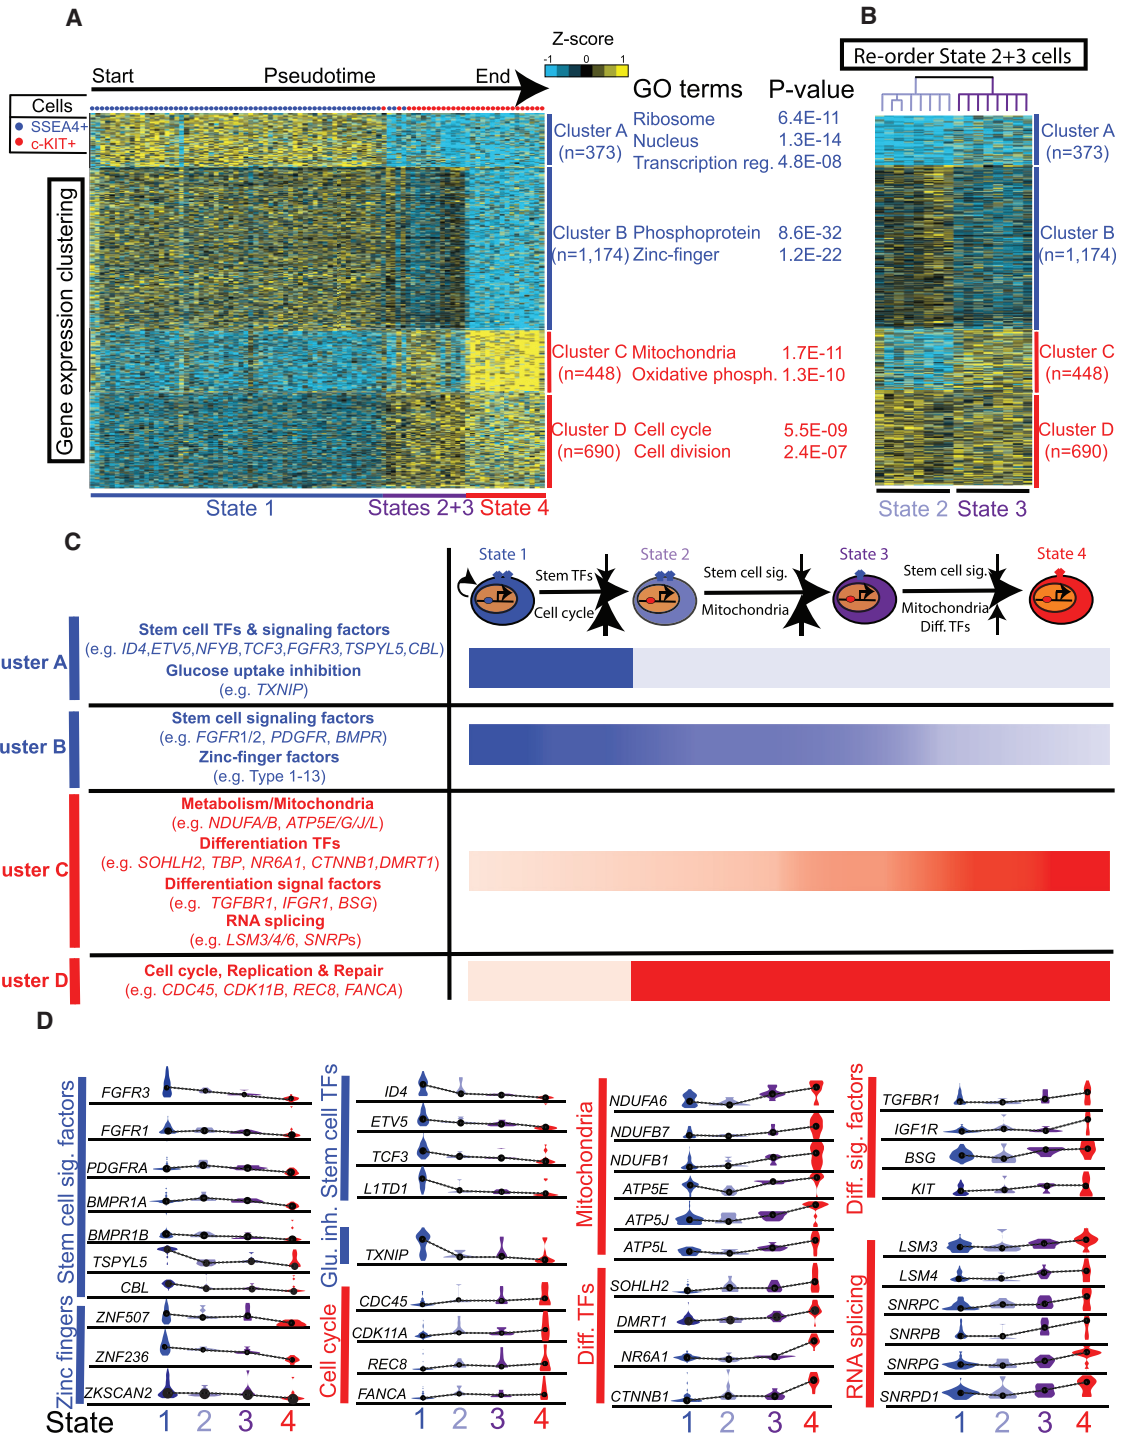 A
B
Z-score
-1 0 1
Start Pseudotime End
Re-order State 2+3 cells
GO terms P-value
Cells
SSEA4+
c-KIT+
Gene expression clustering
Cluster A
(n=373)
Ribosome 6.4E-11
Nucleus 1.3E-14
Transcription reg. 4.8E-08
Cluster B
(n=1,174)
Phosphoprotein 8.6E-32
Zinc-finger 1.2E-22
Cluster C
(n=448)
Mitochondria 1.7E-11
Oxidative phosph. 1.3E-10
Cluster D
(n=690)
Cell cycle 5.5E-09
Cell division 2.4E-07
State 1 States 2+3 State 4
Cluster A
(n=373)
Cluster B
(n=1,174)
Cluster C
(n=448)
Cluster D
(n=690)
State 2 State 3
C
State 1 State 2 State 3 State 4
Stem TFs
Cell cycle
Stem cell sig.
Mitochondria
Stem cell sig.
Mitochondria
Diff. TFs
uster A
Stem cell TFs & signaling factors
(e.g. ID4,ETV5,NFYB,TCF3,FGFR3,TSPYL5,CBL)
Glucose uptake inhibition
(e.g. TXNIP)
uster B
Stem cell signaling factors
(e.g. FGFR1/2, PDGFR, BMPR)
Zinc-finger factors
(e.g. Type 1-13)
uster C
Metabolism/Mitochondria
(e.g. NDUFA/B, ATP5E/G/J/L)
Differentiation TFs
(e.g. SOHLH2, TBP, NR6A1, CTNNB1,DMRT1)
Differentiation signal factors
(e.g. TGFBR1, IFGR1, BSG)
RNA splicing
(e.g. LSM3/4/6, SNRPs)
uster D
Cell cycle, Replication & Repair
(e.g. CDC45, CDK11B, REC8, FANCA)
D
Stem cell sig. factors
FGFR3
FGFR1
PDGFRA
BMPR1A
BMPR1B
TSPYL5
CBL
Zinc fingers
ZNF507
ZNF236
ZKSCAN2
Stem cell TFs
ID4
ETV5
TCF3
L1TD1
Glu. inh.
TXNIP
Cell cycle
CDC45
CDK11A
REC8
FANCA
Mitochondria
NDUFA6
NDUFB7
NDUFB1
ATP5E
ATP5J
ATP5L
Diff. TFs
SOHLH2
DMRT1
NR6A1
CTNNB1
Diff. sig. factors
TGFBR1
IGF1R
BSG
KIT
RNA splicing
LSM3
LSM4
SNRPC
SNRPB
SNRPG
SNRPD1
State 1 2 3 4 1 2 3 4 1 2 3 4 1 2 3 4